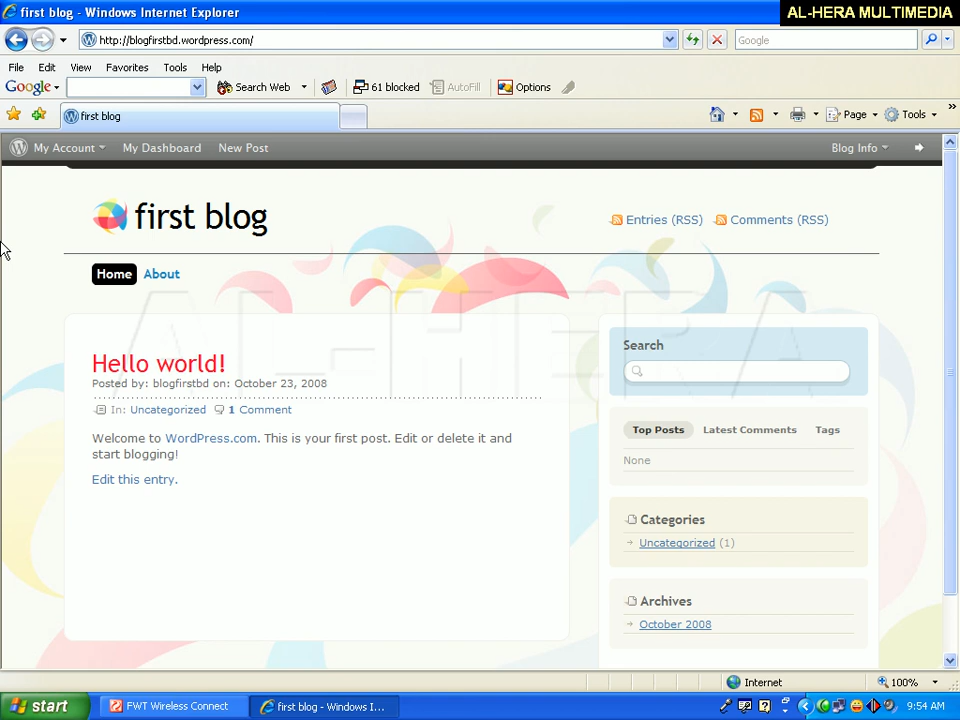 first blog - Windows Internet Explorer
AL-HERA MULTIMEDIA
http://blogfirstbd.wordpress.com/
Google
File Edit View Favorites Tools Help
Google Search Web 61 blocked AutoFill Options
first blog
Page Tools
My Account My Dashboard New Post Blog Info
first blog
Entries (RSS) Comments (RSS)
Home About
AL-HERA
Hello world!
Posted by: blogfirstbd on: October 23, 2008
In: Uncategorized 1 Comment
Welcome to WordPress.com. This is your first post. Edit or delete it and
start blogging!
Edit this entry.
Search
Top Posts Latest Comments Tags
None
Categories
Uncategorized (1)
Archives
October 2008
Internet 100%
start FWT Wireless Connect first blog - Windows I... 9:54 AM